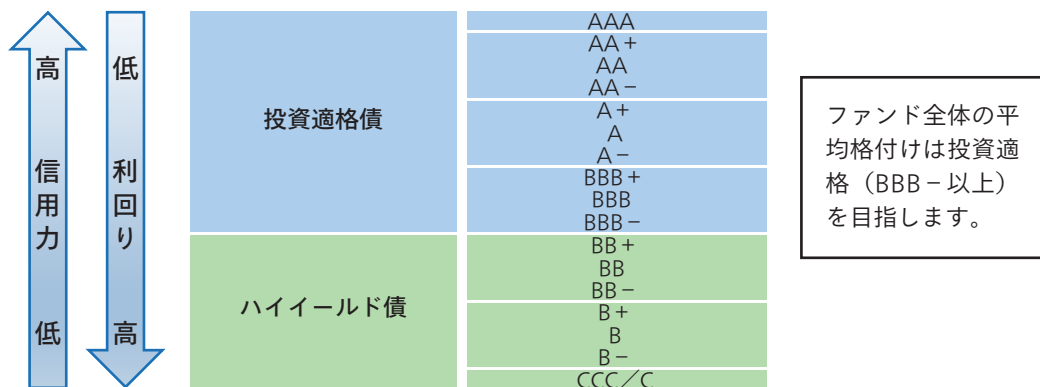 高
信用力
低
低
利回り
高
投資適格債
ハイイールド債
AAA
AA+
AA
AA−
A+
A
A−
BBB+
BBB
BBB−
BB+
BB
BB−
B+
B
B−
CCC／C
ファンド全体の平
均格付けは投資適
格（BBB−以上）
を目指します。